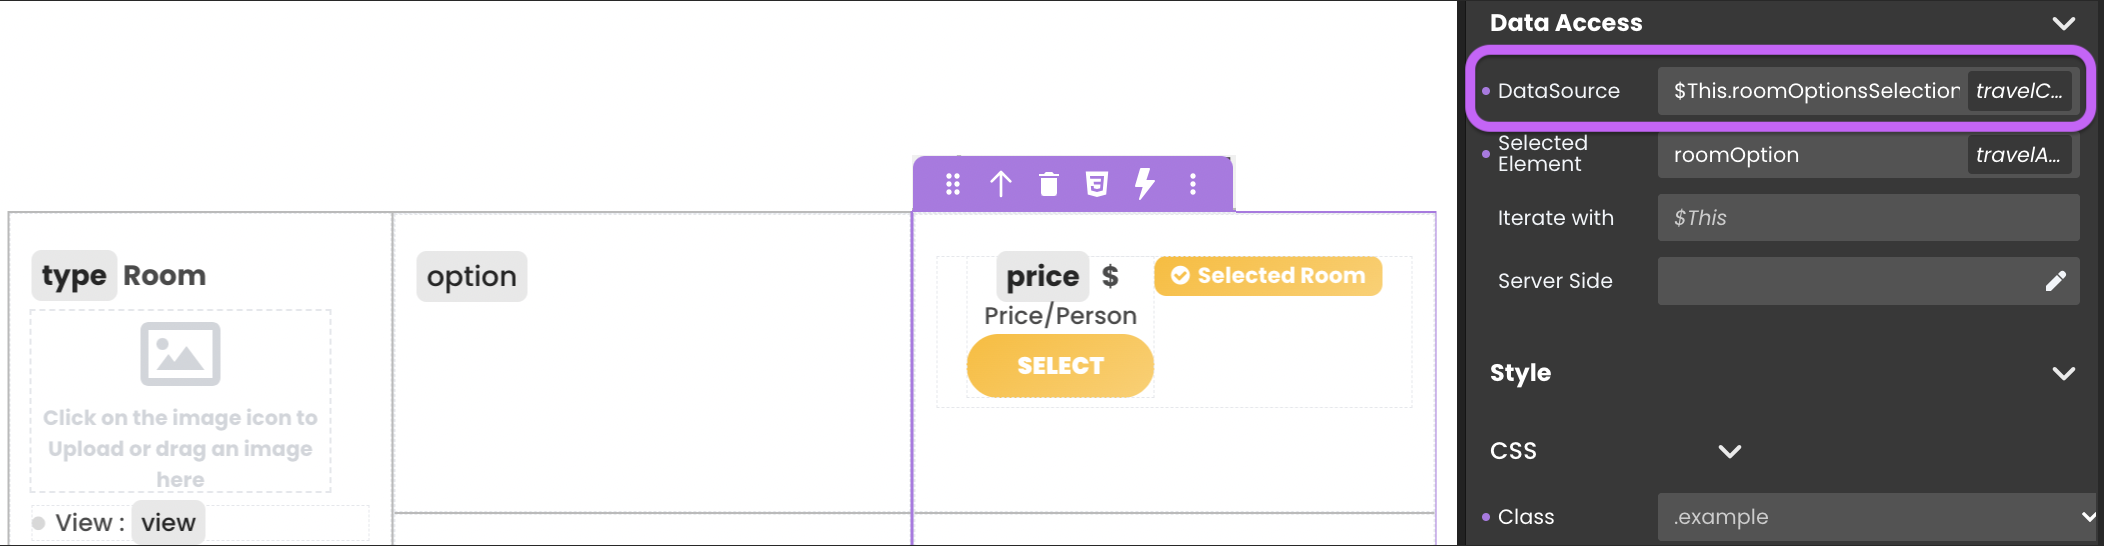 type Room
Click on the image icon to
Upload or drag an image
here
View : view
option
price $
Price/Person
SELECT
Selected Room
Data Access
DataSource $This.roomOptionsSelection travelC...
Selected
Element
roomOption travelA...
Iterate with $This
Server Side
Style
CSS
Class .example